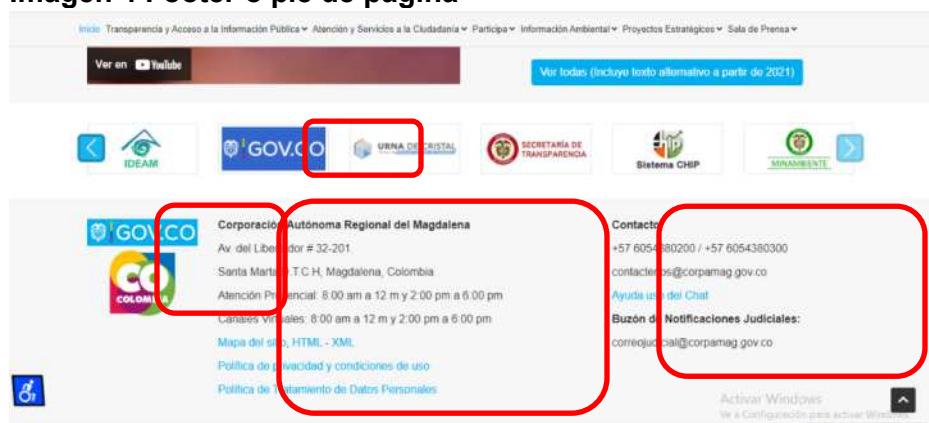 Imagen 1 Footer o pie de página
Inicio Transparencia y Acceso a la Información Pública Atención y Servicios a la Ciudadanía Participa Información Ambiental Proyectos Estratégicos Sala de Prensa
Ver en YouTube
Ver todas (Incluye texto alternativo a partir de 2021)
IDEAM
GOV.CO
URNA DE CRISTAL
SECRETARÍA DE
TRANSPARENCIA
chip
Sistema CHIP
MINAMBIENTE
GOV.CO
CO
COLOMBIA
Corporación Autónoma Regional del Magdalena
Av. del Libertador # 32-201.
Santa Marta D.T.C.H, Magdalena, Colombia
Atención Presencial: 8:00 am a 12 m y 2:00 pm a 6:00 pm
Canales Virtuales: 8:00 am a 12 m y 2:00 pm a 6:00 pm
Mapa del sitio, HTML - XML
Política de privacidad y condiciones de uso
Política de Tratamiento de Datos Personales
Contacto
+57 6054380200 / +57 6054380300
contactenos@corpamag.gov.co
Ayuda uso del Chat
Buzón de Notificaciones Judiciales:
correojudicial@corpamag.gov.co
Activar Windows
Ve a Configuración para activar Windows